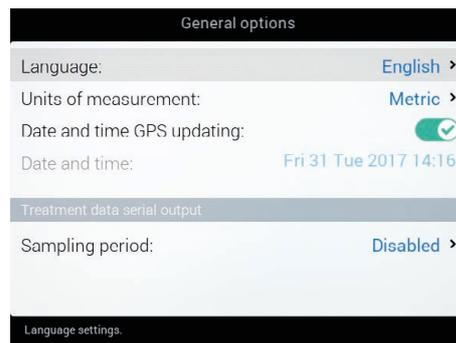 General options
Language: English
Units of measurement: Metric
Date and time GPS updating:
Date and time: Fri 31 Tue 2017 14:16
Treatment data serial output
Sampling period: Disabled
Language settings.